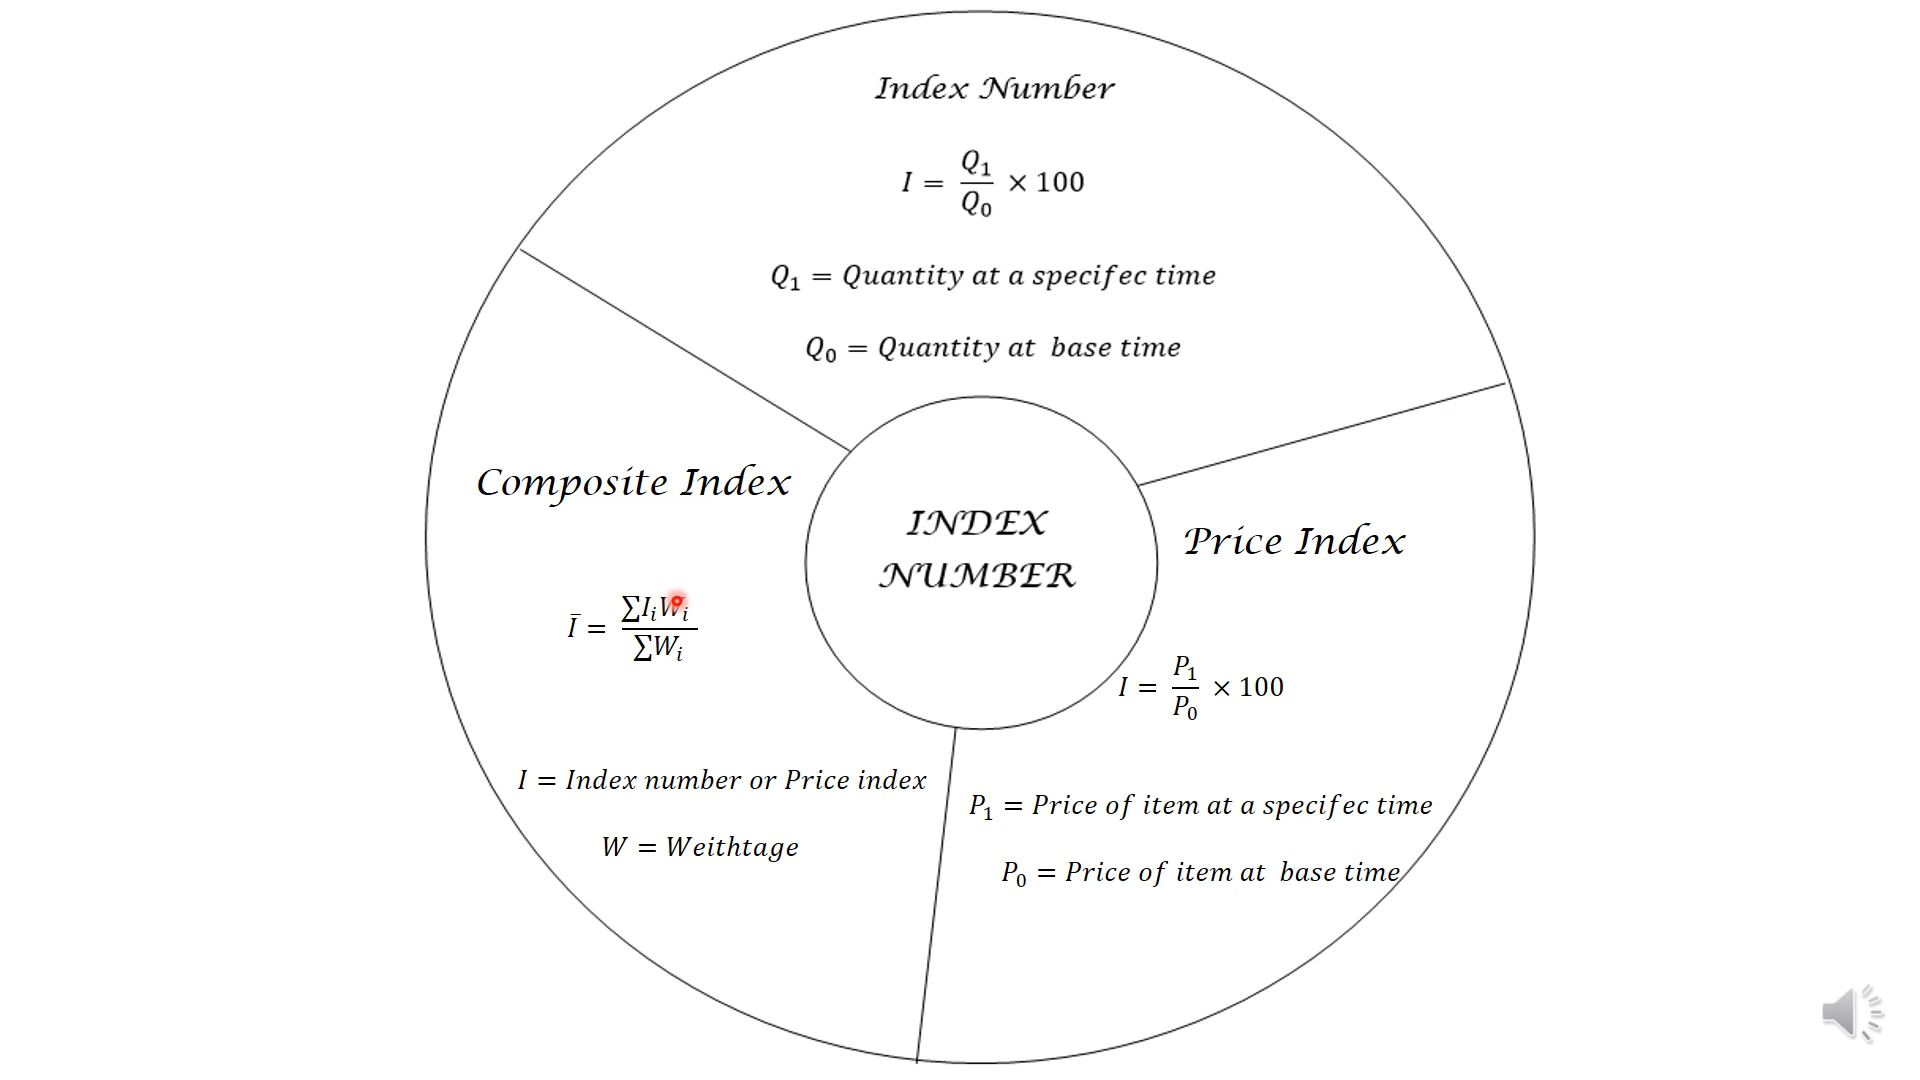 Index Number
I = Q₁/Q₀ × 100
Q₁ = Quantity at a specifec time
Q₀ = Quantity at base time
Composite Index
Ī = ∑IᵢWᵢ/∑Wᵢ
I = Index number or Price index
W = Weithtage
INDEX
NUMBER
Price Index
I = P₁/P₀ × 100
P₁ = Price of item at a specifec time
P₀ = Price of item at base time